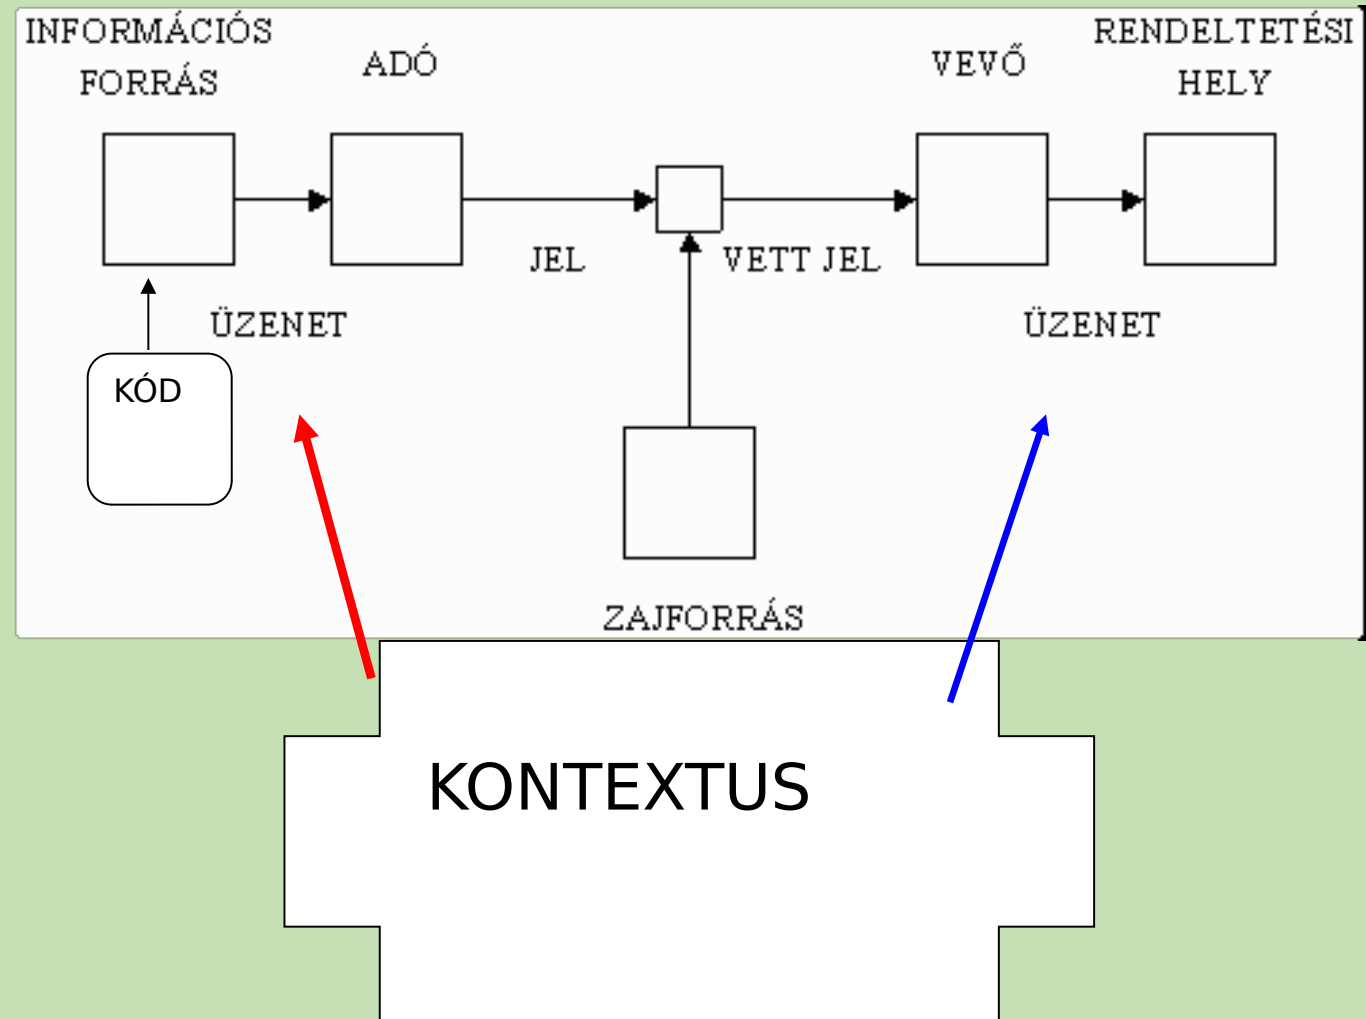 INFORMÁCIÓS
FORRÁS
ADÓ
VEVŐ
RENDELTETÉSI
HELY
JEL
VETT JEL
ÜZENET
ÜZENET
KÓD
ZAJFORRÁS
KONTEXTUS